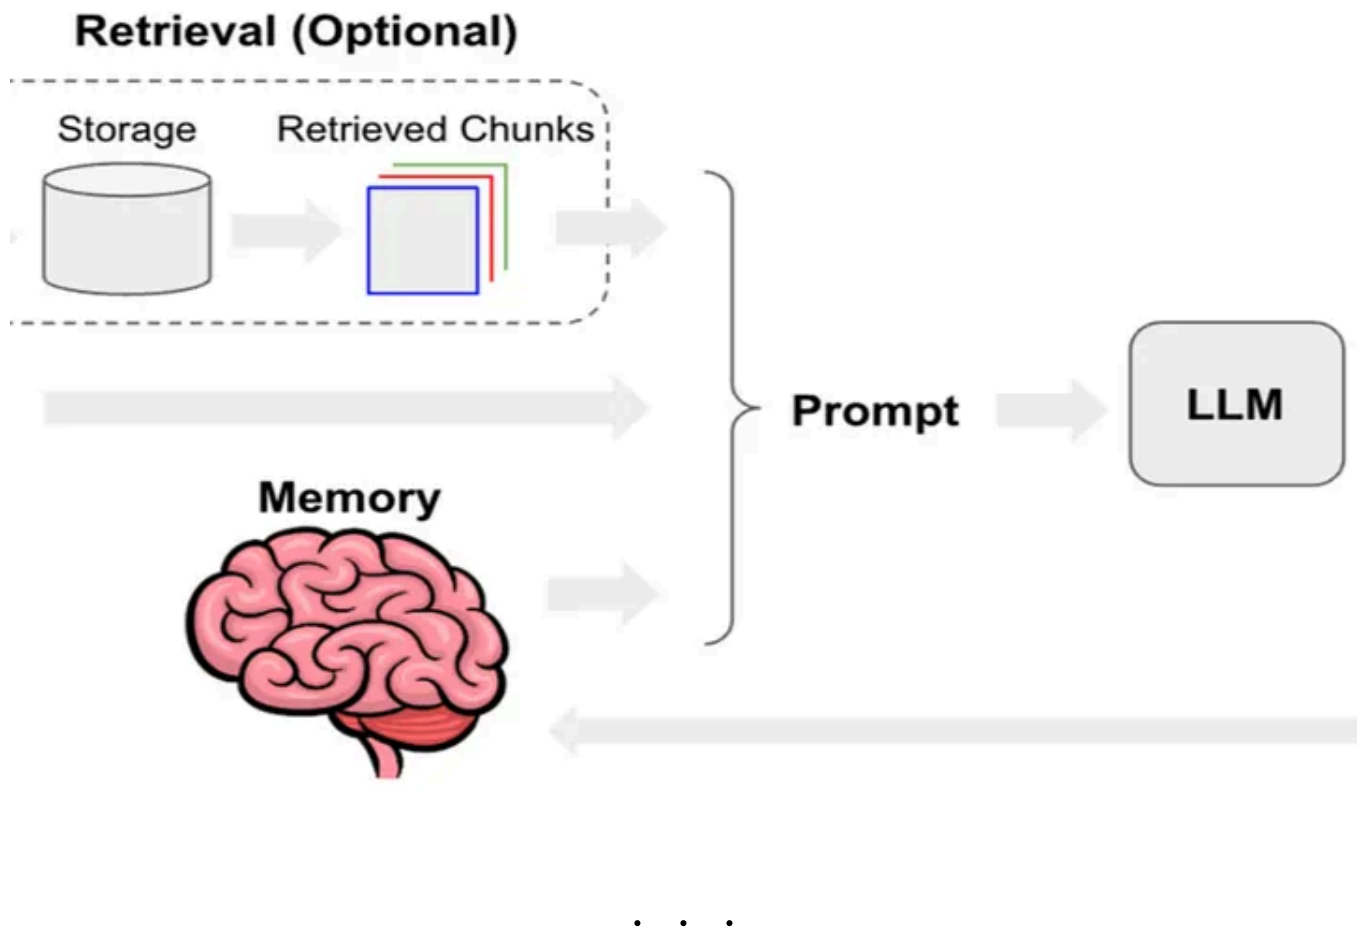 Retrieval (Optional)
Storage
Retrieved Chunks
Prompt
LLM
Memory
. . .